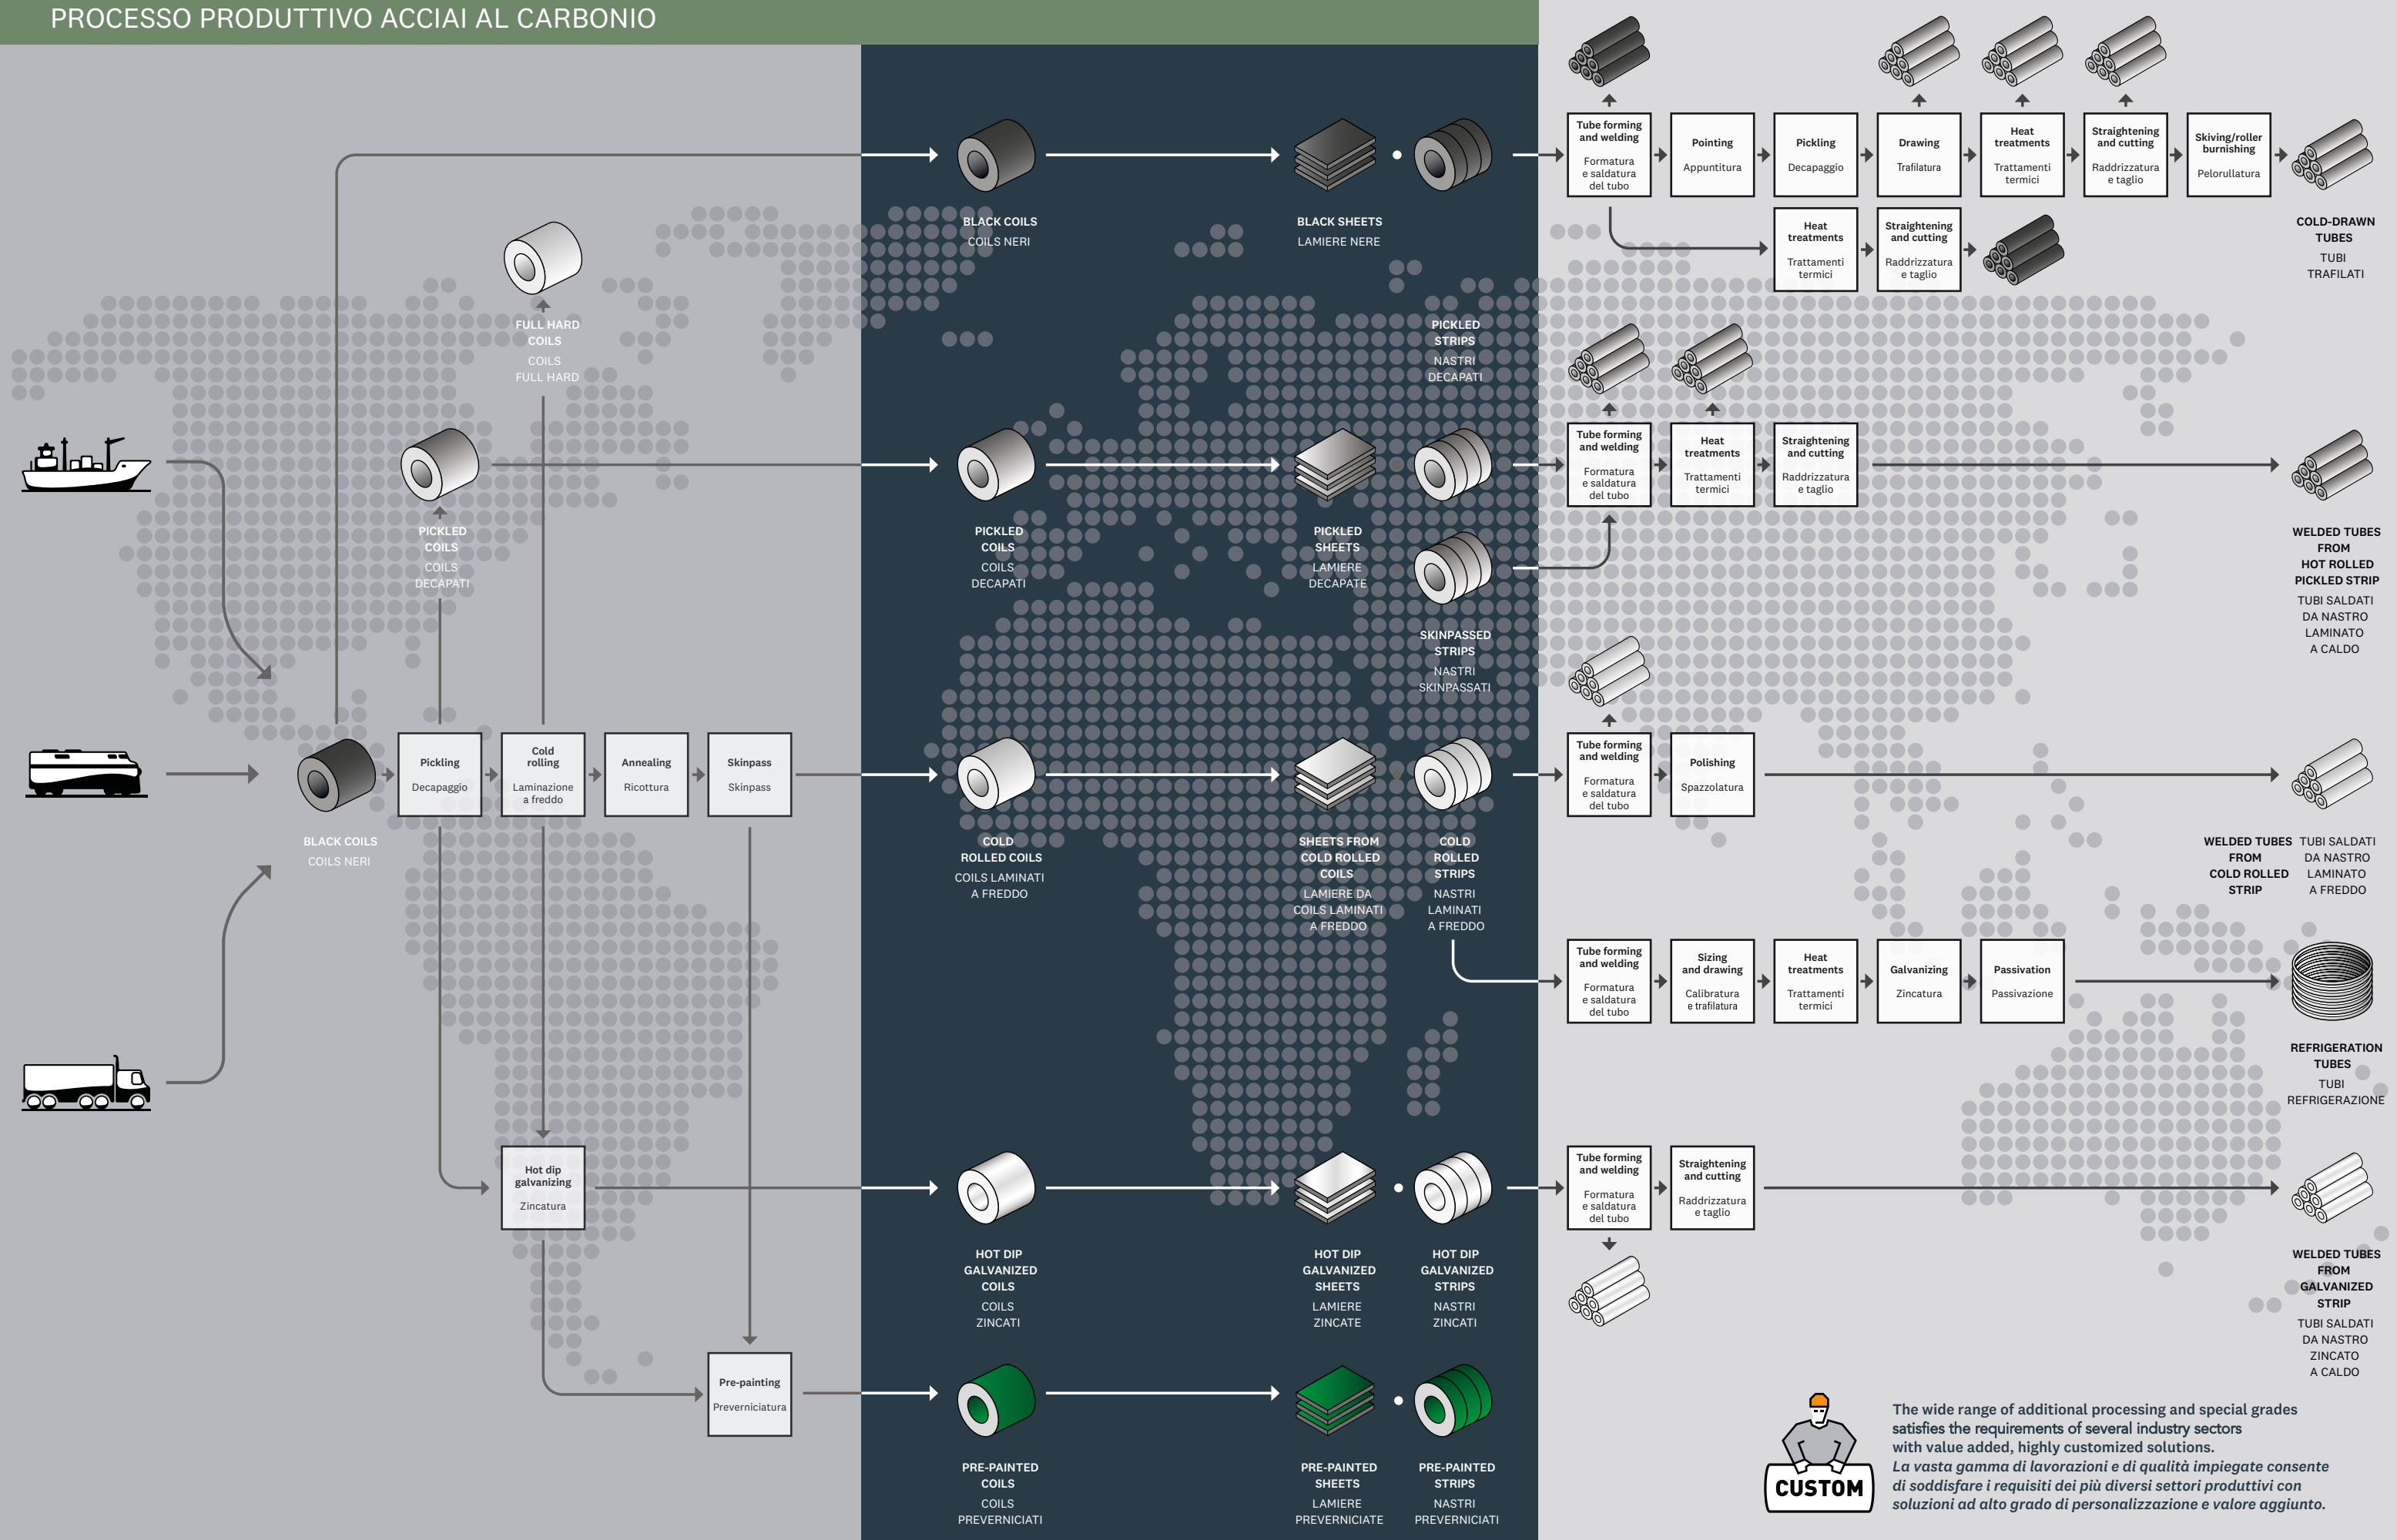 PROCESSO PRODUTTIVO ACCIAI AL CARBONIO
FULL HARD
COILS
COILS
FULL HARD
PICKLED
COILS
COILS
DECAPATI
BLACK COILS
COILS NERI
Pickling
Decapaggio
Cold
rolling
Laminazione
a freddo
Annealing
Ricottura
Skinpass
Skinpass
Hot dip
galvanizing
Zincatura
Pre-painting
Preverniciatura
BLACK COILS
COILS NERI
BLACK SHEETS
LAMIERE NERE
PICKLED
STRIPS
NASTRI
DECAPATI
PICKLED
COILS
COILS
DECAPATI
PICKLED
SHEETS
LAMIERE
DECAPATE
SKINPASSED
STRIPS
NASTRI
SKINPASSATI
COLD
ROLLED COILS
COILS LAMINATI
A FREDDO
SHEETS FROM
COLD ROLLED
COILS
LAMIERE DA
COILS LAMINATI
A FREDDO
COLD
ROLLED
STRIPS
NASTRI
LAMINATI
A FREDDO
HOT DIP
GALVANIZED
COILS
COILS
ZINCATI
HOT DIP
GALVANIZED
SHEETS
LAMIERE
ZINCATE
HOT DIP
GALVANIZED
STRIPS
NASTRI
ZINCATI
PRE-PAINTED
COILS
COILS
PREVERNICIATI
PRE-PAINTED
SHEETS
LAMIERE
PREVERNICIATE
PRE-PAINTED
STRIPS
NASTRI
PREVERNICIATI
Tube forming
and welding
Formatura
e saldatura
del tubo
Pointing
Appuntitura
Pickling
Decapaggio
Drawing
Trafilatura
Heat
treatments
Trattamenti
termici
Straightening
and cutting
Raddrizzatura
e taglio
Skiving/roller
burnishing
Pelorullatura
Heat
treatments
Trattamenti
termici
Straightening
and cutting
Raddrizzatura
e taglio
COLD-DRAWN
TUBES
TUBI
TRAFILATI
Tube forming
and welding
Formatura
e saldatura
del tubo
Heat
treatments
Trattamenti
termici
Straightening
and cutting
Raddrizzatura
e taglio
WELDED TUBES
FROM
HOT ROLLED
PICKLED STRIP
TUBI SALDATI
DA NASTRO
LAMINATO
A CALDO
Tube forming
and welding
Formatura
e saldatura
del tubo
Polishing
Spazzolatura
WELDED TUBES
FROM
COLD ROLLED
STRIP
TUBI SALDATI
DA NASTRO
LAMINATO
A FREDDO
Tube forming
and welding
Formatura
e saldatura
del tubo
Sizing
and drawing
Calibratura
e trafilatura
Heat
treatments
Trattamenti
termici
Galvanizing
Zincatura
Passivation
Passivazione
REFRIGERATION
TUBES
TUBI
REFRIGERAZIONE
Tube forming
and welding
Formatura
e saldatura
del tubo
Straightening
and cutting
Raddrizzatura
e taglio
WELDED TUBES
FROM
GALVANIZED
STRIP
TUBI SALDATI
DA NASTRO
ZINCATO
A CALDO
CUSTOM
The wide range of additional processing and special grades
satisfies the requirements of several industry sectors
with value added, highly customized solutions.
La vasta gamma di lavorazioni e di qualità impiegate consente
di soddisfare i requisiti dei più diversi settori produttivi con
soluzioni ad alto grado di personalizzazione e valore aggiunto.